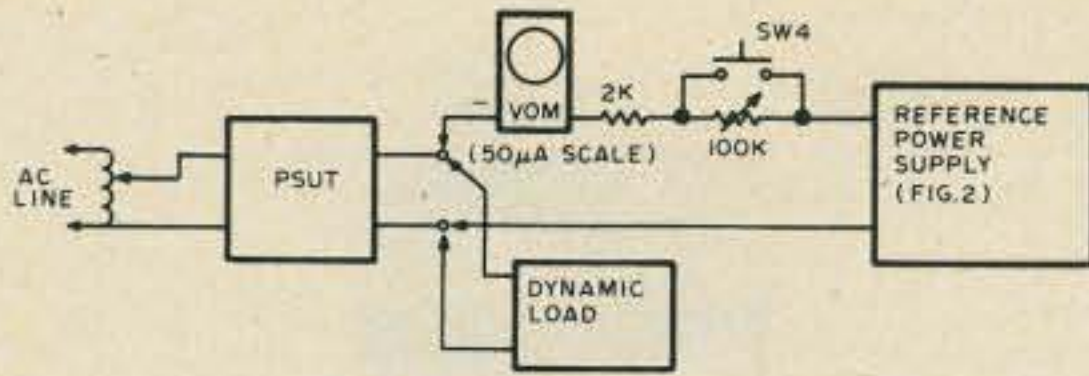 SW4
2K
VOM
(50µA SCALE)
100K
REFERENCE
POWER
SUPPLY
(FIG.2)
AC
LINE
PSUT
DYNAMIC
LOAD